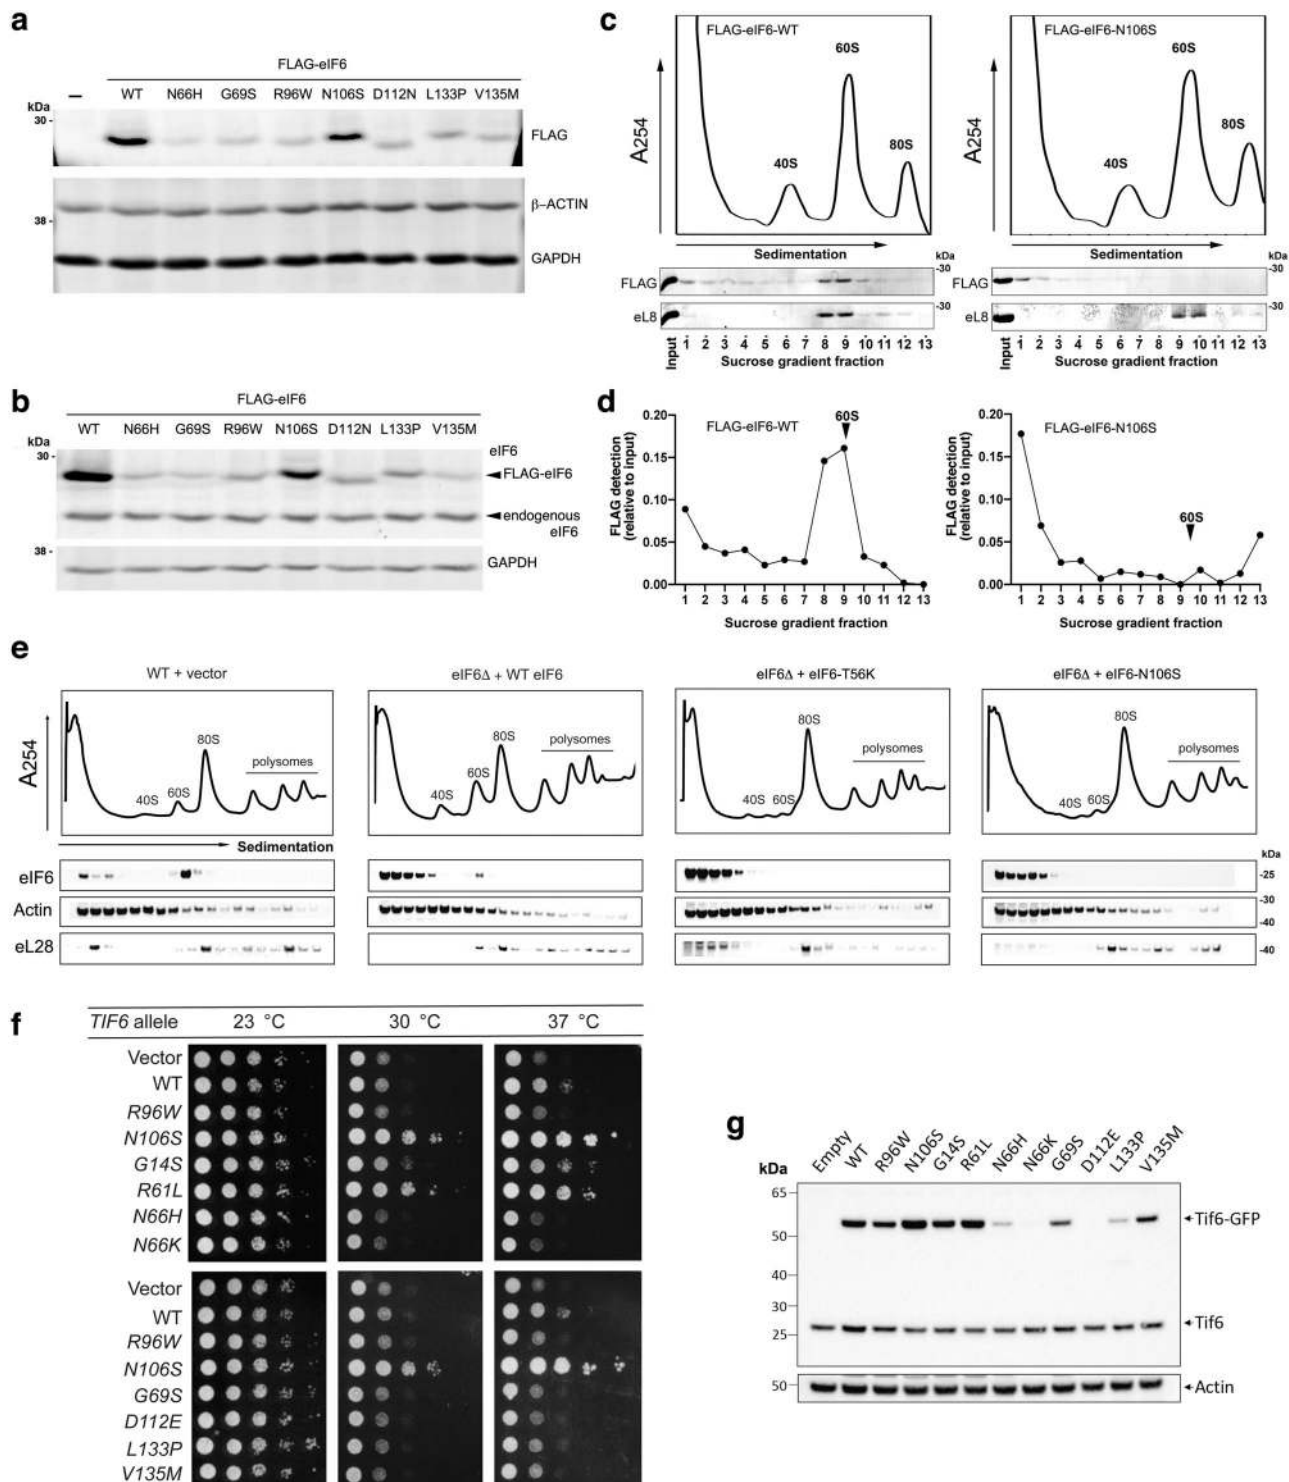 a
FLAG-eIF6
– WT N66H G69S R96W N106S D112N L133P V135M
kDa
30 -
FLAG
β-ACTIN
38 -
GAPDH
b
FLAG-eIF6
WT N66H G69S R96W N106S D112N L133P V135M
kDa
30 -
eIF6
FLAG-eIF6
endogenous
eIF6
38 -
GAPDH
c
FLAG-eIF6-WT
A254
40S
60S
80S
Sedimentation
kDa
FLAG
-30
eL8
-30
Input 1 2 3 4 5 6 7 8 9 10 11 12 13
Sucrose gradient fraction
FLAG-eIF6-N106S
A254
40S
60S
80S
Sedimentation
kDa
FLAG
-30
eL8
-30
Input 1 2 3 4 5 6 7 8 9 10 11 12 13
Sucrose gradient fraction
d
FLAG-eIF6-WT
60S
FLAG detection
(relative to input)
0.20
0.15
0.10
0.05
0.00
1 2 3 4 5 6 7 8 9 10 11 12 13
Sucrose gradient fraction
FLAG-eIF6-N106S
60S
FLAG detection
(relative to input)
0.20
0.15
0.10
0.05
0.00
1 2 3 4 5 6 7 8 9 10 11 12 13
Sucrose gradient fraction
e
WT + vector
A254
40S 60S 80S polysomes
Sedimentation
eIF6Δ + WT eIF6
40S 60S 80S polysomes
eIF6Δ + eIF6-T56K
40S 60S 80S polysomes
eIF6Δ + eIF6-N106S
40S 60S 80S polysomes
kDa
eIF6
-25
Actin
-30
-40
eL28
-40
f
TIF6 allele 23 °C 30 °C 37 °C
Vector
WT
R96W
N106S
G14S
R61L
N66H
N66K
Vector
WT
R96W
N106S
G69S
D112E
L133P
V135M
g
Empty WT R96W N106S G14S R61L N66H N66K G69S D112E L133P V135M
kDa
65
50
40
30
25
Tif6-GFP
Tif6
50
Actin